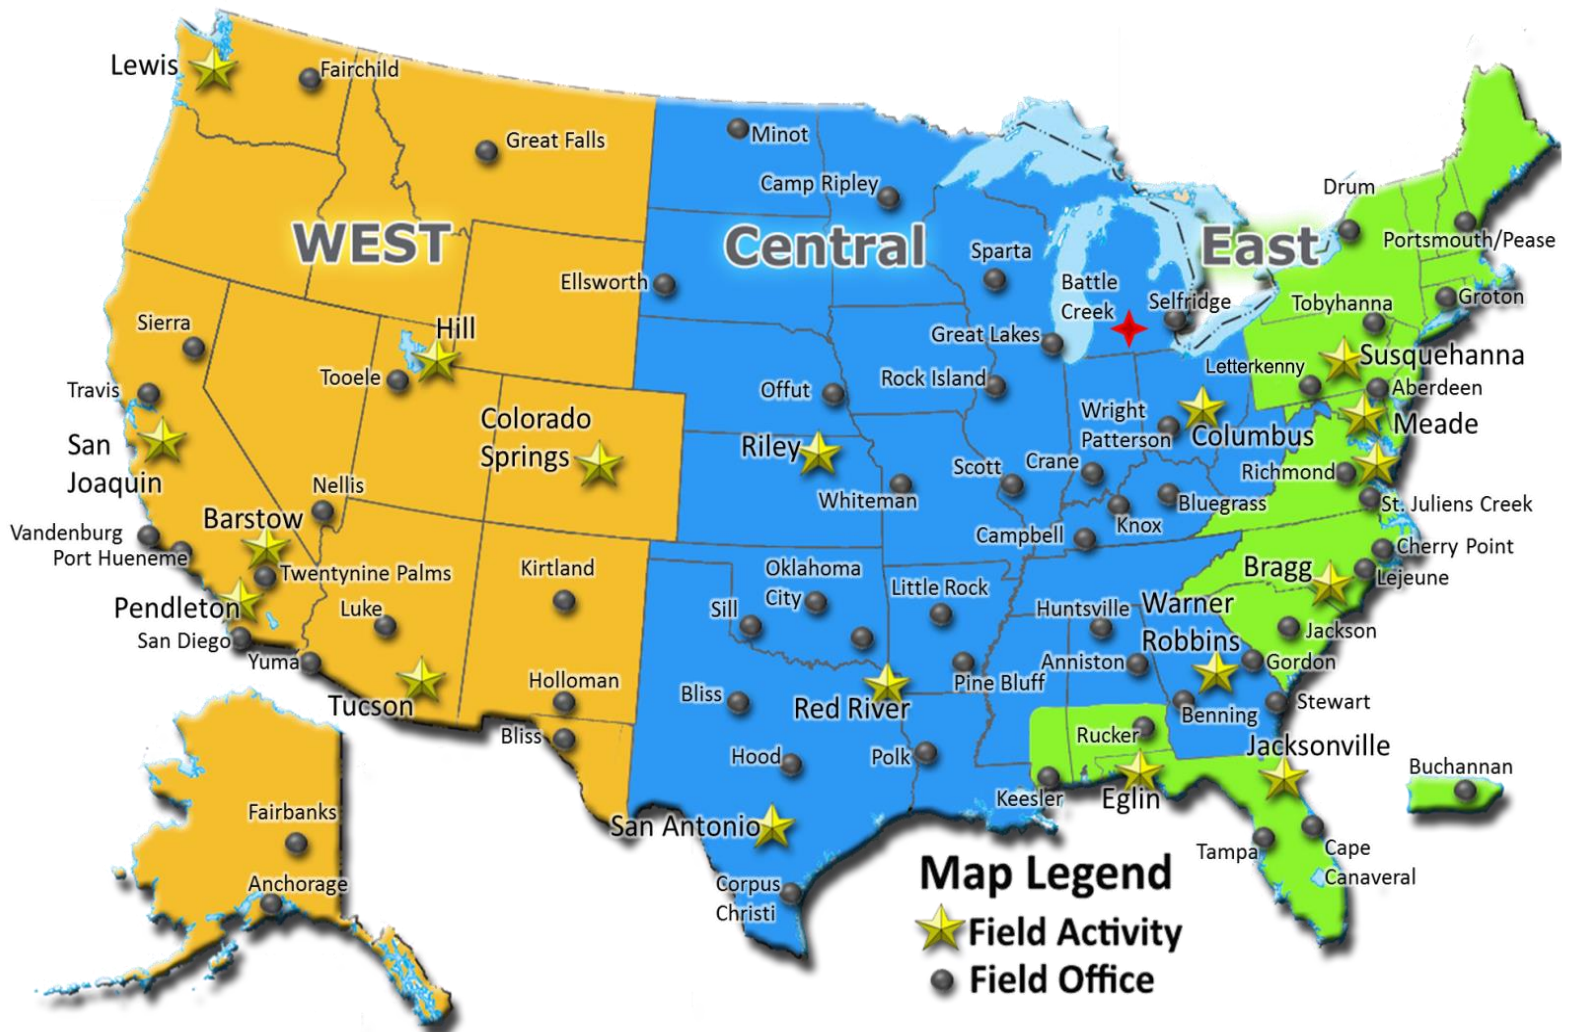 Lewis
Fairchild
Great Falls
Minot
Camp Ripley
Drum
WEST
Central
East
Portsmouth/Pease
Sparta
Ellsworth
Battle
Creek
Selfridge
Tobyhanna
Groton
Sierra
Hill
Great Lakes
Susquehanna
Letterkenny
Tooele
Travis
Offut
Rock Island
Aberdeen
Colorado
Springs
Wright
Patterson
Columbus
Meade
San
Joaquin
Riley
Scott
Crane
Richmond
Nellis
Whiteman
Bluegrass
St. Juliens Creek
Barstow
Knox
Vandenburg
Port Hueneme
Campbell
Cherry Point
Twentynine Palms
Kirtland
Oklahoma
City
Little Rock
Bragg
Lejeune
Pendleton
Luke
Sill
Huntsville
Warner
Robbins
Jackson
San Diego
Yuma
Anniston
Gordon
Tucson
Holloman
Bliss
Red River
Pine Bluff
Benning
Stewart
Bliss
Rucker
Jacksonville
Hood
Polk
Buchannan
Keesler
Eglin
Fairbanks
San Antonio
Tampa
Cape
Canaveral
Anchorage
Corpus
Christi
Map Legend
Field Activity
Field Office